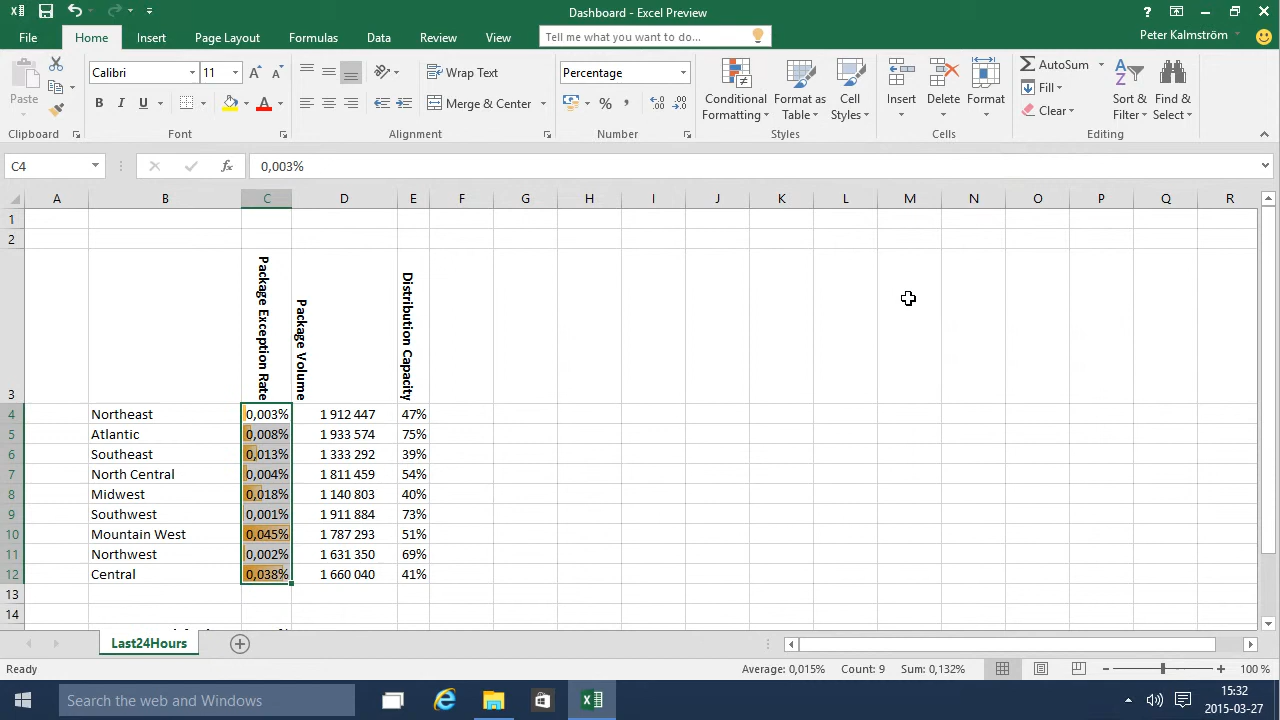 Dashboard - Excel Preview
?
File Home Insert Page Layout Formulas Data Review View Tell me what you want to do...
Peter Kalmström
Paste
Clipboard
Calibri 11
B I U
Font
Wrap Text
Merge & Center
Alignment
Percentage
% ,
Number
Conditional Formatting
Format as Table
Cell Styles
Styles
Insert Delete Format
Cells
AutoSum
Fill
Clear
Sort & Filter
Find & Select
Editing
C4 fx 0,003%
A B C D E F G H I J K L M N O P Q R
1
2
3 Package Exception Rate Package Volume Distribution Capacity
4 Northeast 0,003% 1 912 447 47%
5 Atlantic 0,008% 1 933 574 75%
6 Southeast 0,013% 1 333 292 39%
7 North Central 0,004% 1 811 459 54%
8 Midwest 0,018% 1 140 803 40%
9 Southwest 0,001% 1 911 884 73%
10 Mountain West 0,045% 1 787 293 51%
11 Northwest 0,002% 1 631 350 69%
12 Central 0,038% 1 660 040 41%
13
14
Last24Hours
Ready Average: 0,015% Count: 9 Sum: 0,132% 100 %
Search the web and Windows
15:32
2015-03-27